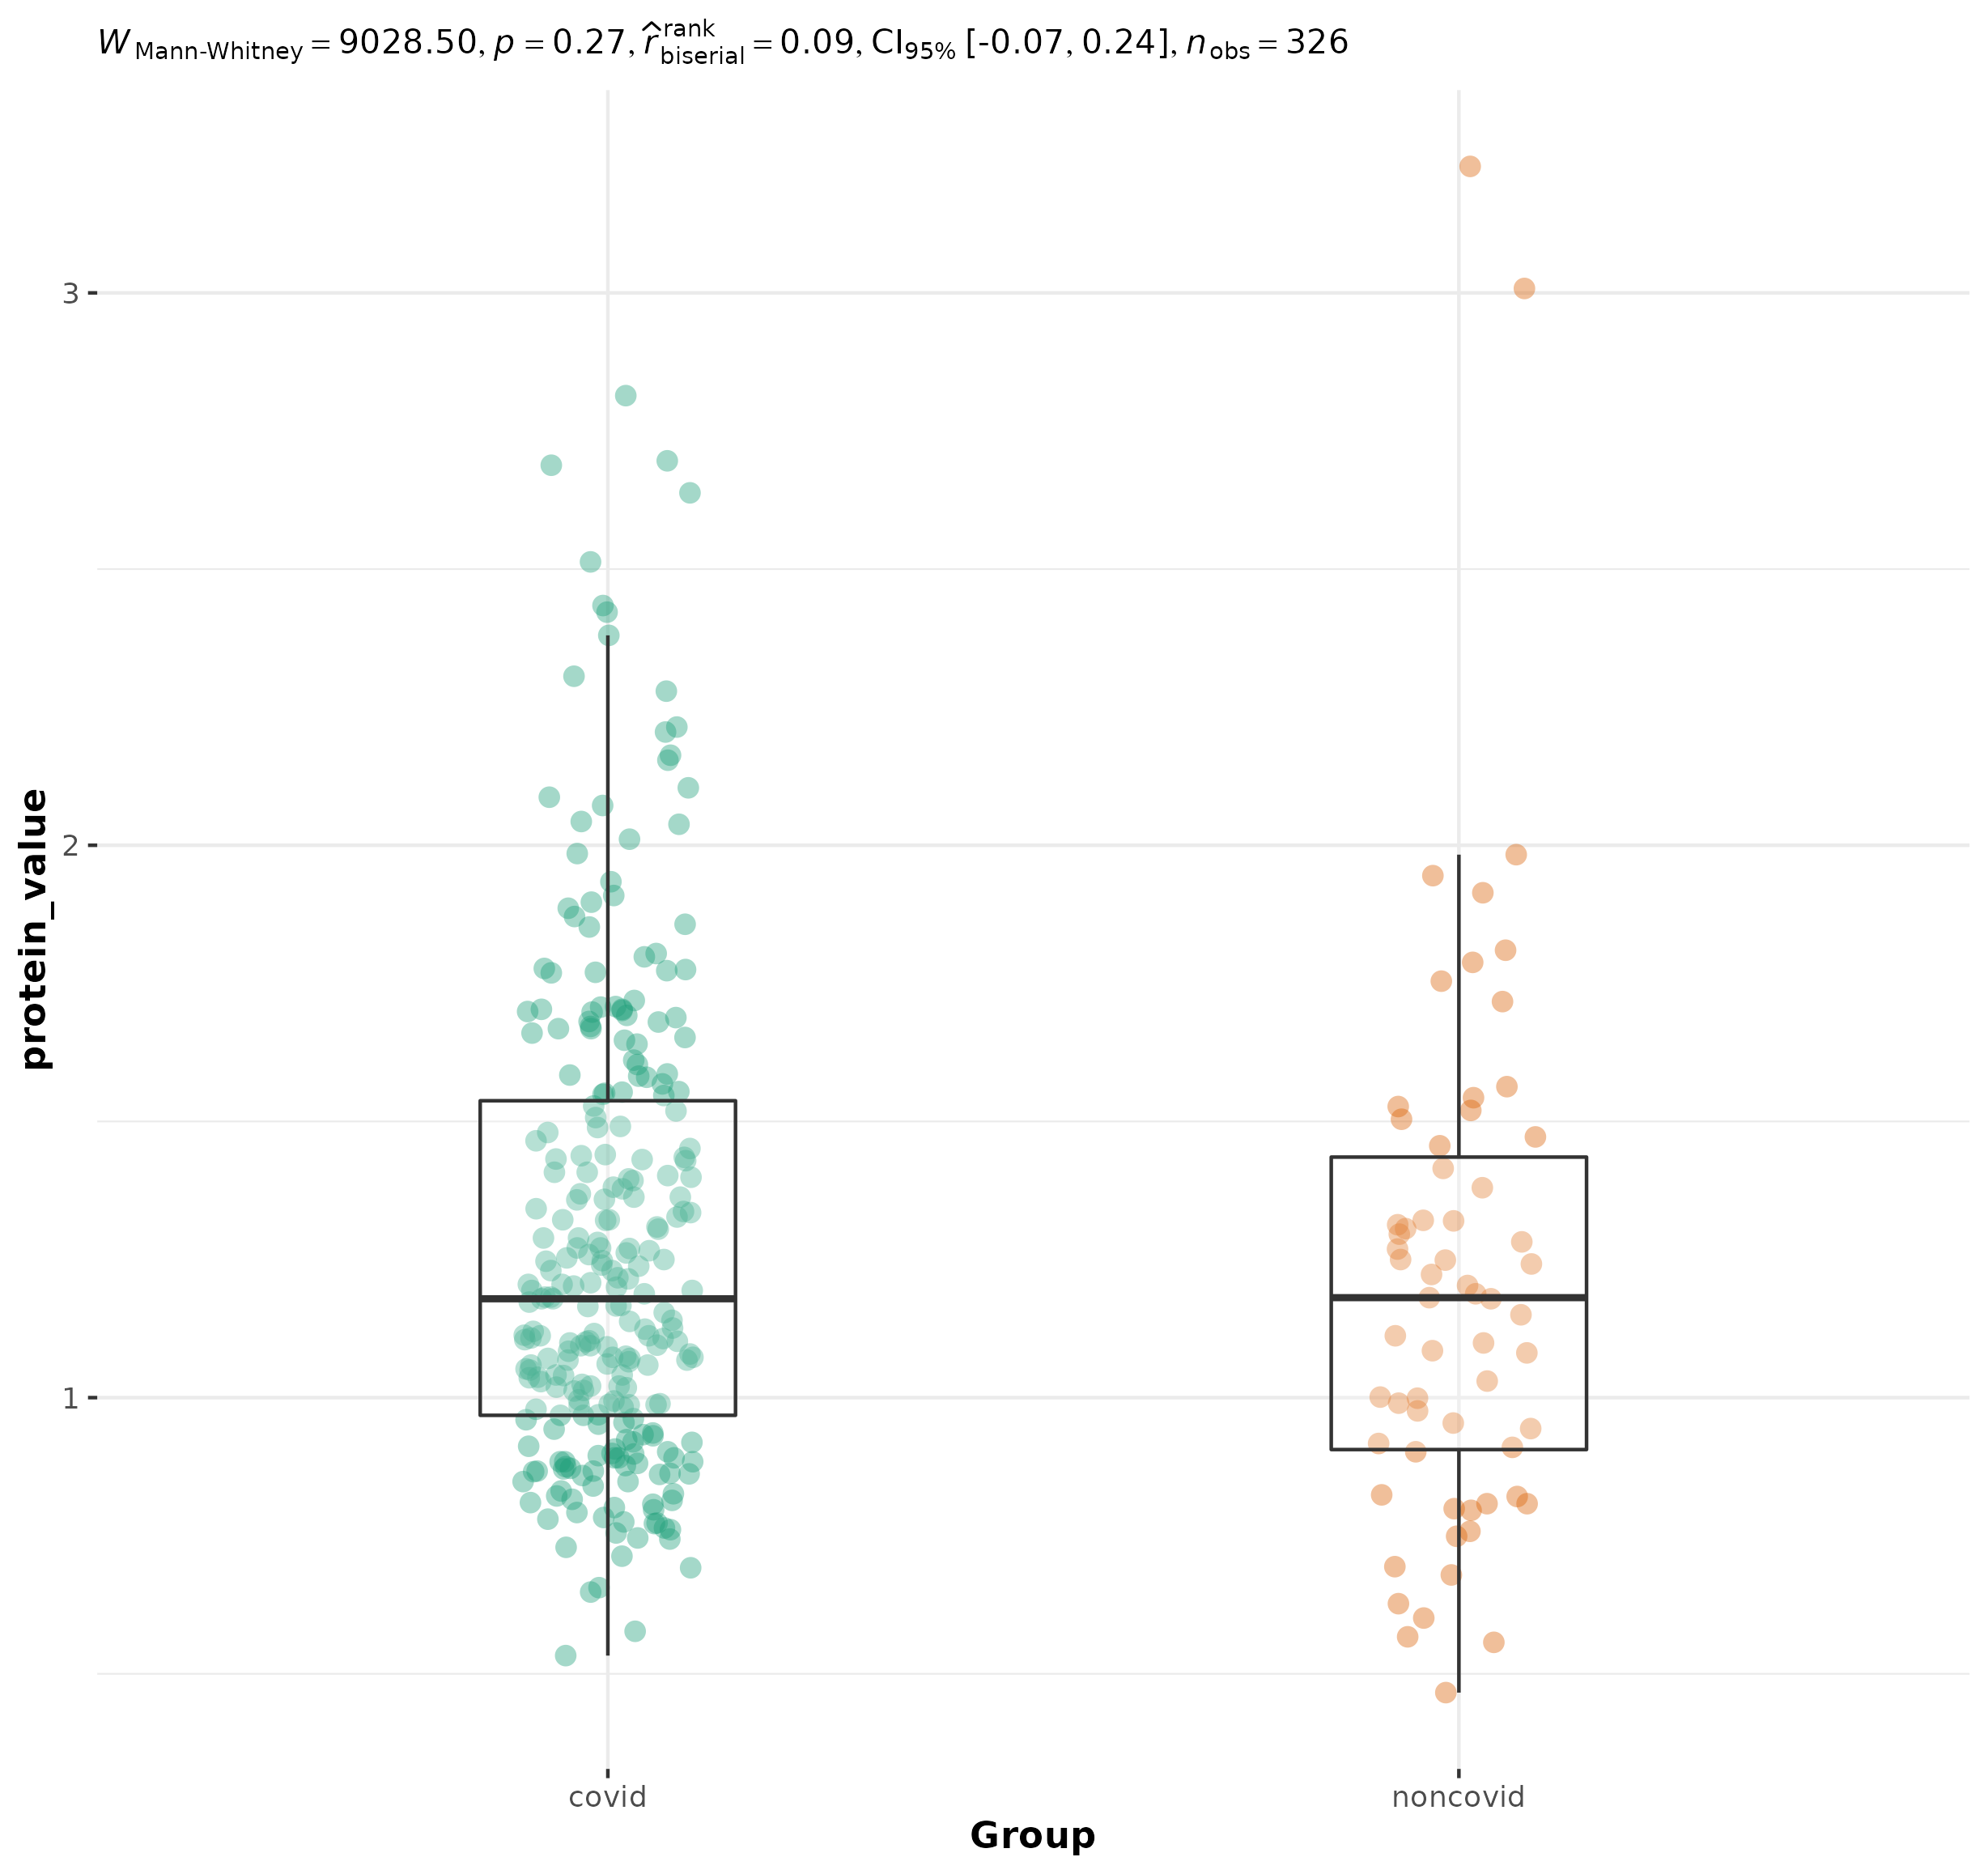 W Mann-Whitney = 9028.50, p = 0.27, r̂ rank biserial = 0.09, CI95% [-0.07, 0.24], nobs = 326
3
2
1
protein_value
covid noncovid
Group